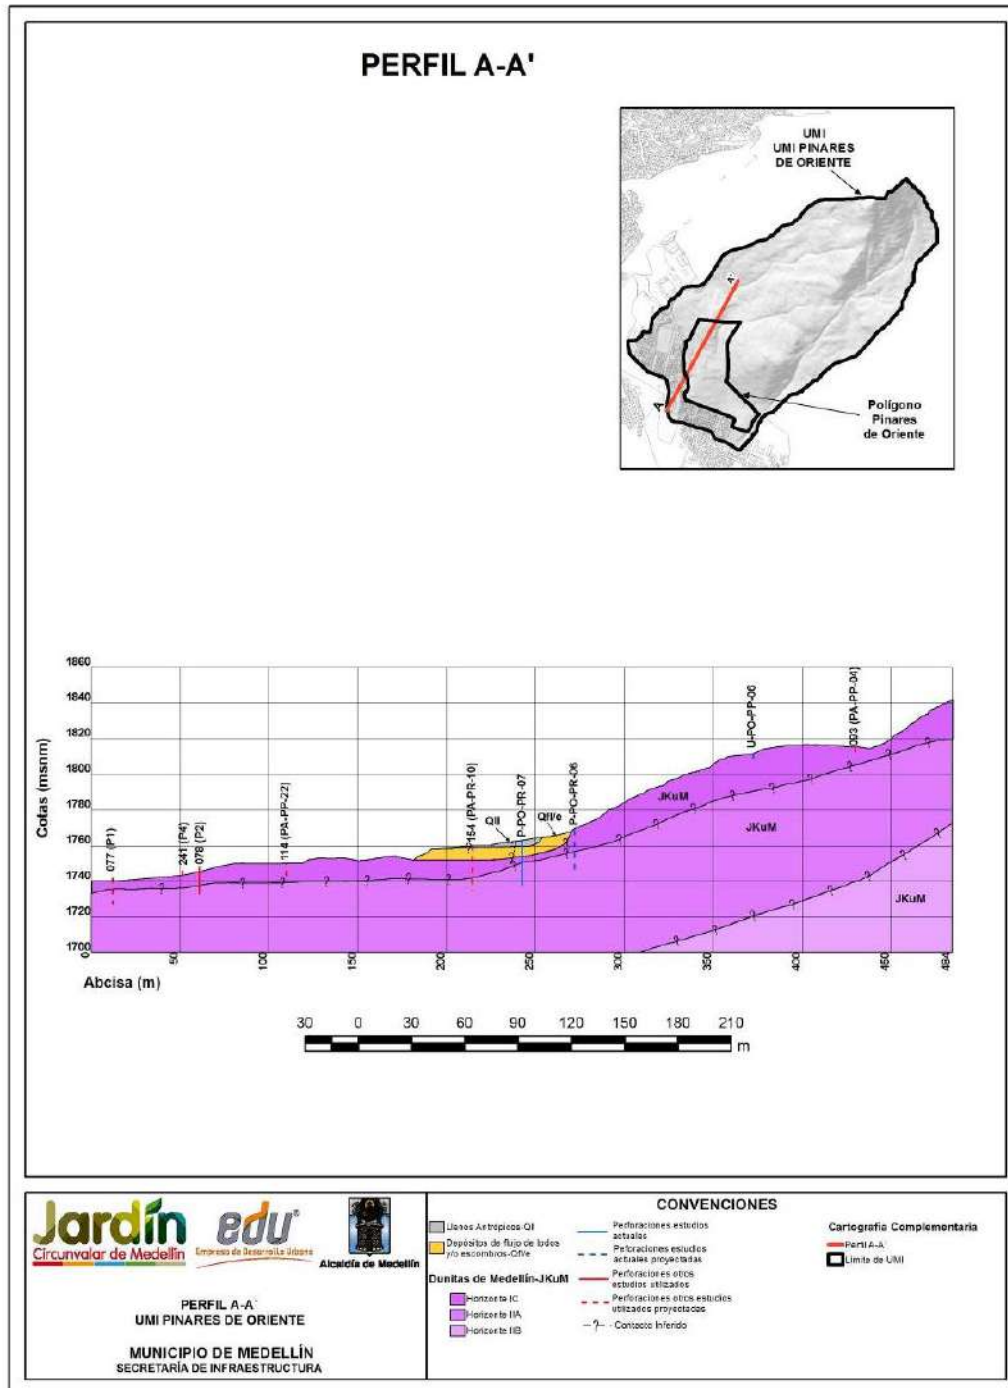 PERFIL A-A'
UMI
UMI PINARES
DE ORIENTE
A'
A
Polígono
Pinares
de Oriente
Cotas (msnm)
1860
1840
1820
1800
1780
1760
1740
1720
1700
077 (P1)
241 (P4)
078 (P2)
114 (PA-PP-22)
154 (PA-PR-10)
Qll
P-PO-PR-07
Qfl/e
P-PO-PR-06
U-PO-PP-06
093 (PA-PP-04)
JKuM
JKuM
JKuM
0 50 100 150 200 250 300 350 400 450 484
Abcisa (m)
30 0 30 60 90 120 150 180 210
m
Jardín
Circunvalar de Medellín
edu®
Empresa de Desarrollo Urbano
Alcaldía de Medellín
PERFIL A-A'
UMI PINARES DE ORIENTE
MUNICIPIO DE MEDELLÍN
SECRETARÍA DE INFRAESTRUCTURA
CONVENCIONES
Llenos Antrópicos-Qll
Depósitos de flujo de lodos
y/o escombros-Qfl/e
Dunitas de Medellín-JKuM
Horizonte IC
Horizonte IIA
Horizonte IIB
Perforaciones estudios
actuales
Perforaciones estudios
actuales proyectadas
Perforaciones otros
estudios utilizados
Perforaciones otros estudios
utilizados proyectadas
-?- - Contacto Inferido
Cartografía Complementaria
Perfil A-A'
Límite de UMI